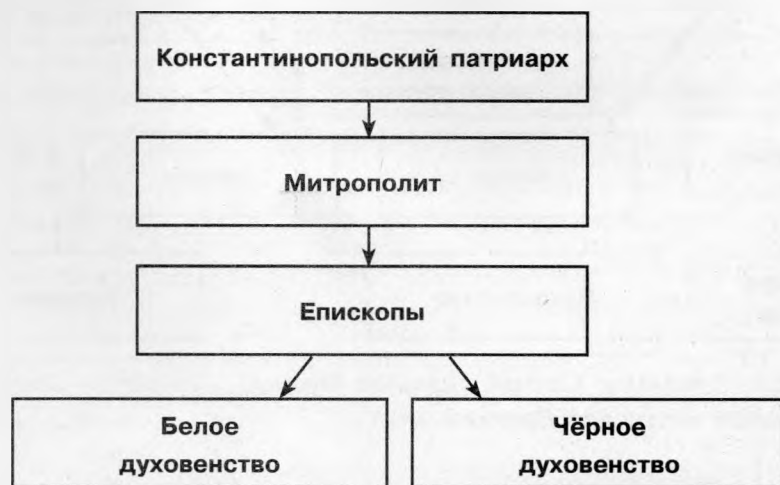 Константинопольский патриарх
Митрополит
Епископы
Белое
духовенство
Чёрное
духовенство